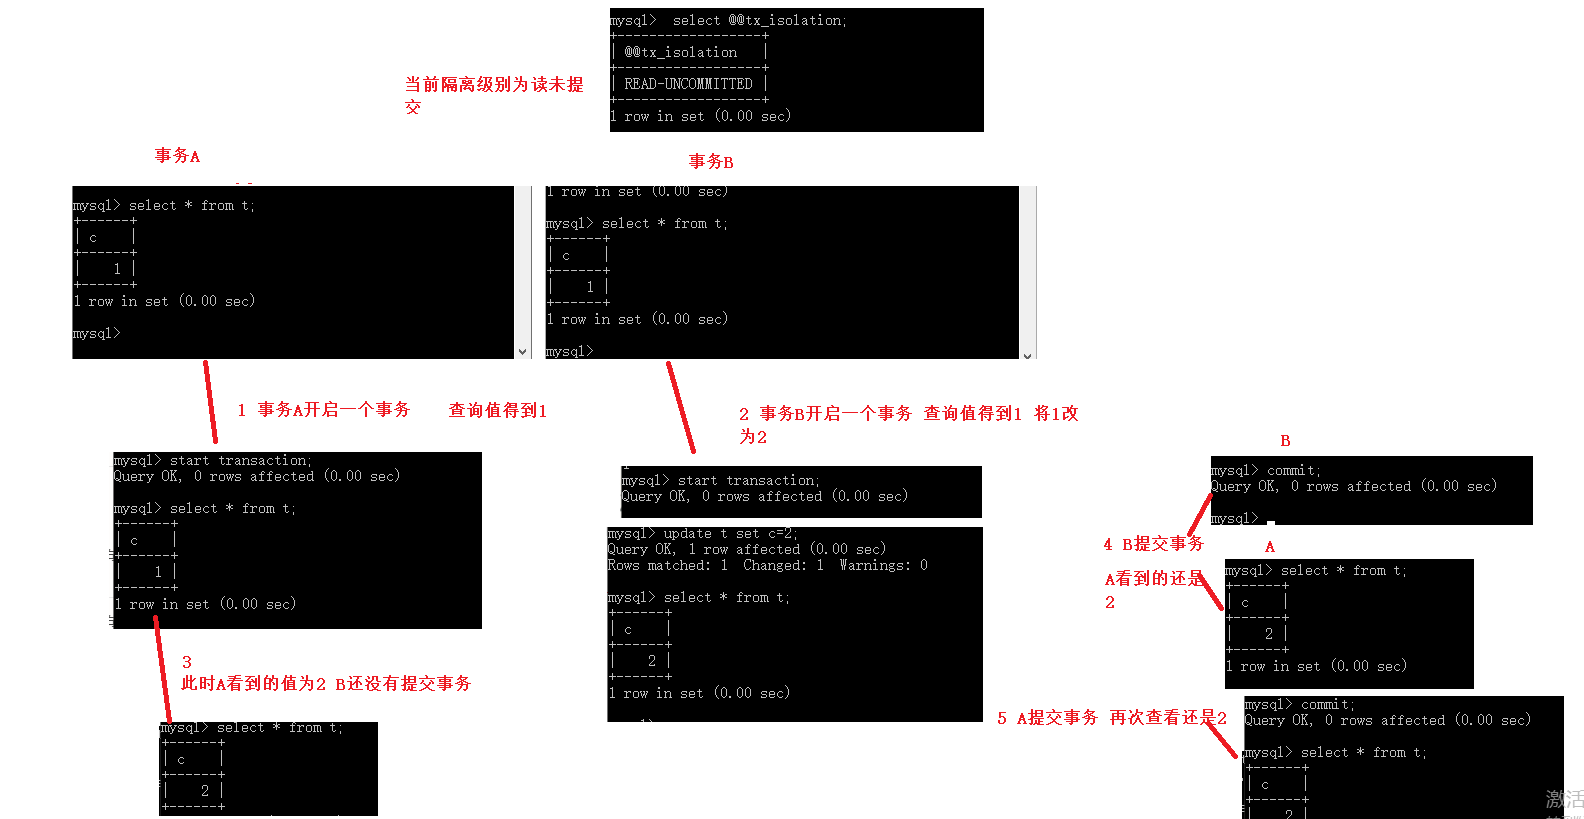 mysql>  select @@tx_isolation;
+------------------+
| @@tx_isolation   |
+------------------+
| READ-UNCOMMITTED |
+------------------+
1 row in set (0.00 sec)
当前隔离级别为读未提
交
事务A
事务B
mysql> select * from t;
+------+
| c    |
+------+
|    1 |
+------+
1 row in set (0.00 sec)
mysql>
1 row in set (0.00 sec)
mysql> select * from t;
+------+
| c    |
+------+
|    1 |
+------+
1 row in set (0.00 sec)
mysql>
1 事务A开启一个事务    查询值得到1
2 事务B开启一个事务 查询值得到1 将1改
为2
mysql> start transaction;
Query OK, 0 rows affected (0.00 sec)
mysql> select * from t;
+------+
| c    |
+------+
|    1 |
+------+
1 row in set (0.00 sec)
mysql> start transaction;
Query OK, 0 rows affected (0.00 sec)
mysql> update t set c=2;
Query OK, 1 row affected (0.00 sec)
Rows matched: 1  Changed: 1  Warnings: 0
mysql> select * from t;
+------+
| c    |
+------+
|    2 |
+------+
1 row in set (0.00 sec)
3
此时A看到的值为2 B还没有提交事务
mysql> select * from t;
+------+
| c    |
+------+
|    2 |
+------+
B
mysql> commit;
Query OK, 0 rows affected (0.00 sec)
mysql>
4 B提交事务
A
A看到的还是
2
mysql> select * from t;
+------+
| c    |
+------+
|    2 |
+------+
1 row in set (0.00 sec)
5 A提交事务 再次查看还是2
mysql> commit;
Query OK, 0 rows affected (0.00 sec)
mysql> select * from t;
+------+
| c    |
+------+
|    2 |
激活